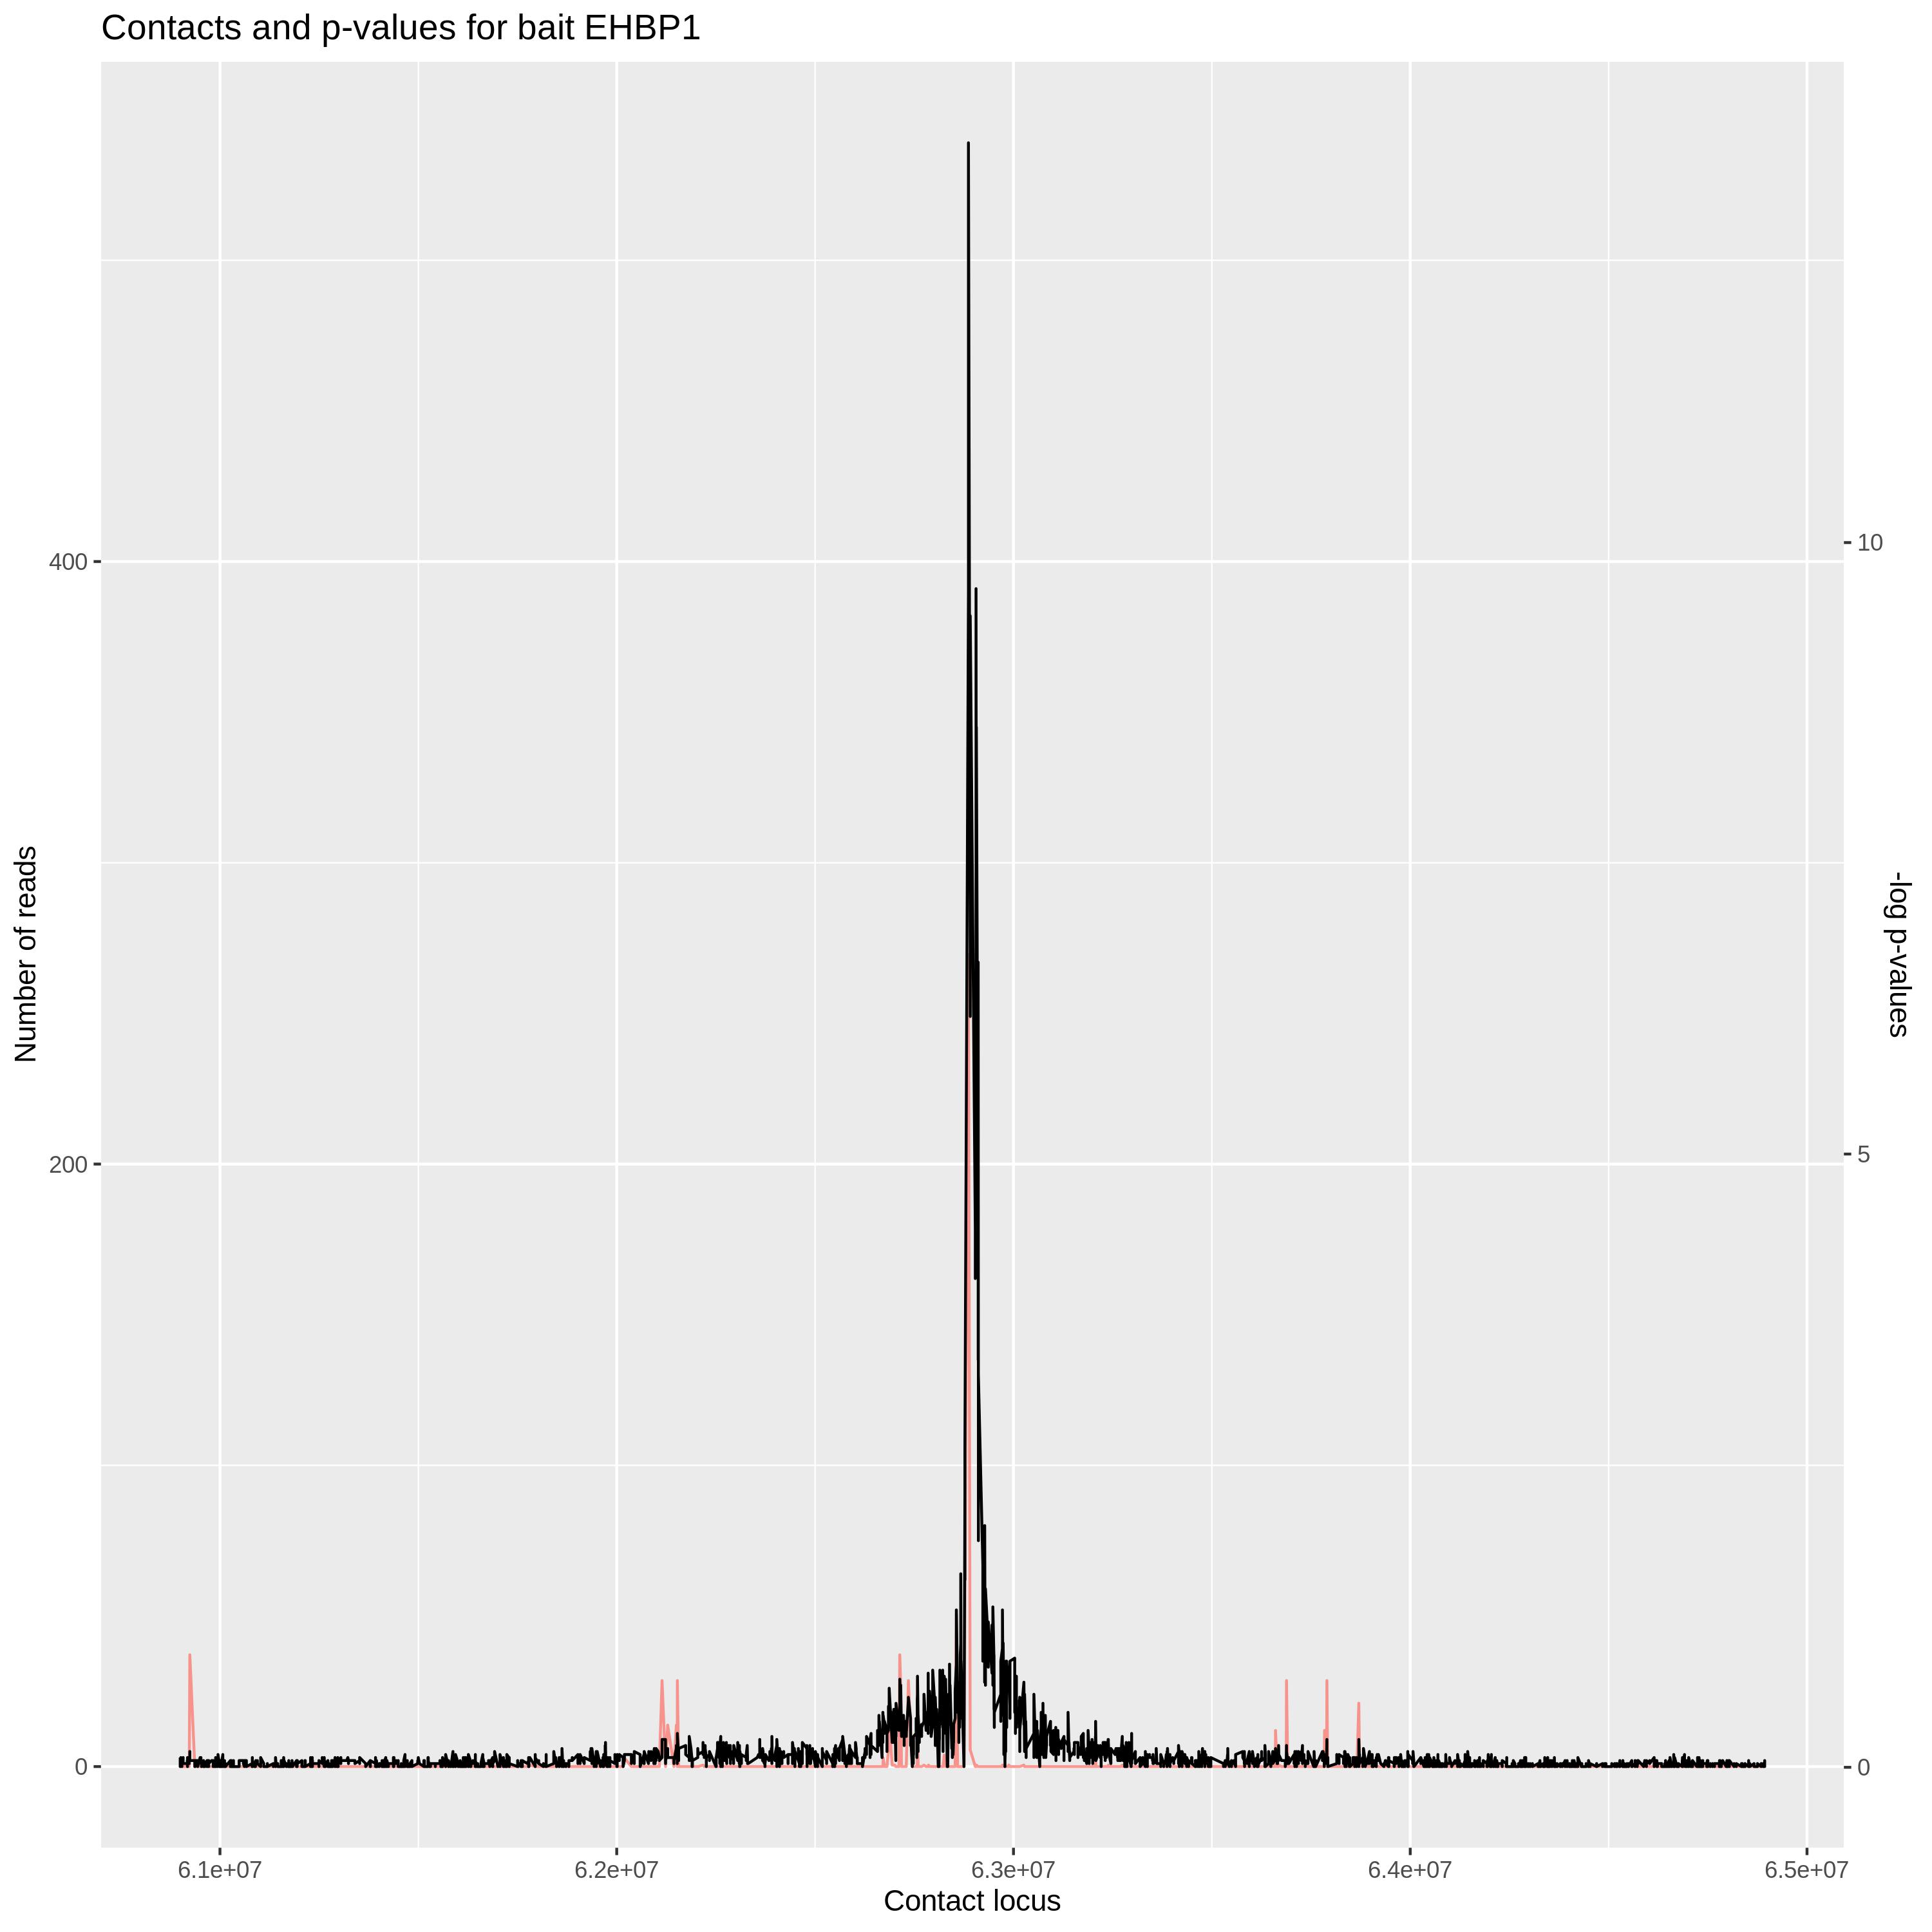 Contacts and p-values for bait EHBP1
Number of reads
400
200
0
10
5
0
-log p-values
6.1e+07
6.2e+07
6.3e+07
6.4e+07
6.5e+07
Contact locus